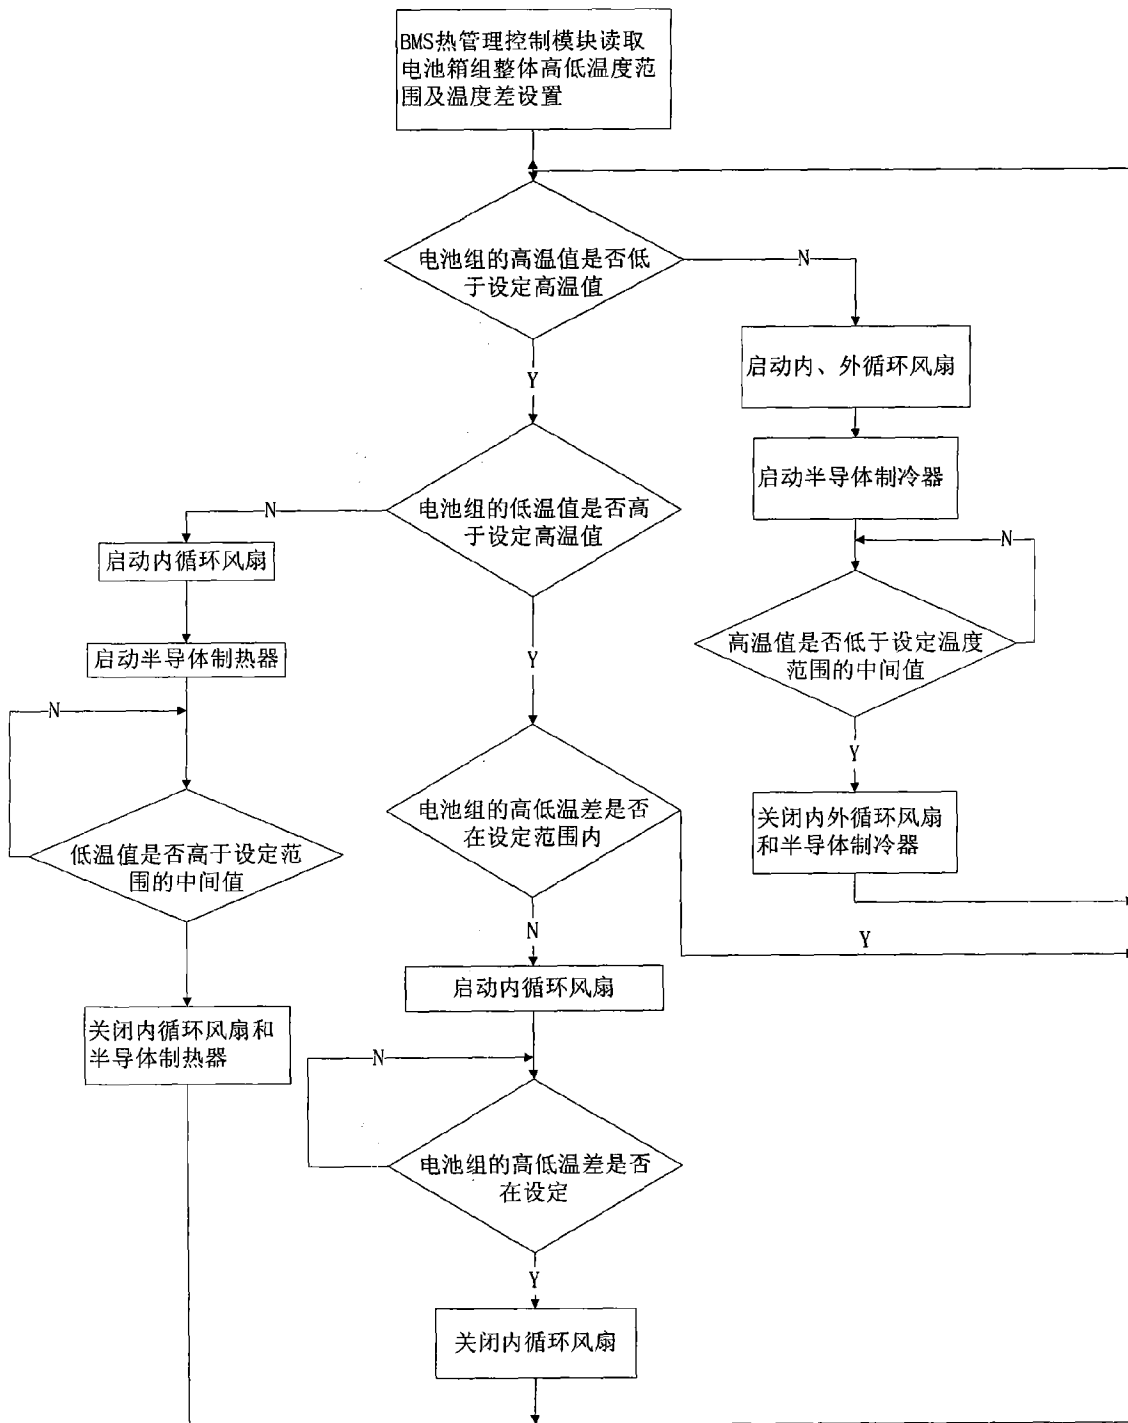 BMS热管理控制模块读取
电池箱组整体高低温度范
围及温度差设置
电池组的高温值是否低
于设定高温值
N
Y
启动内、外循环风扇
启动半导体制冷器
N
高温值是否低于设定温度
范围的中间值
Y
关闭内外循环风扇
和半导体制冷器
电池组的低温值是否高
于设定高温值
N
Y
启动内循环风扇
启动半导体制热器
N
低温值是否高于设定范
围的中间值
关闭内循环风扇和
半导体制热器
电池组的高低温差是否
在设定范围内
Y
N
启动内循环风扇
N
电池组的高低温差是否
在设定
Y
关闭内循环风扇